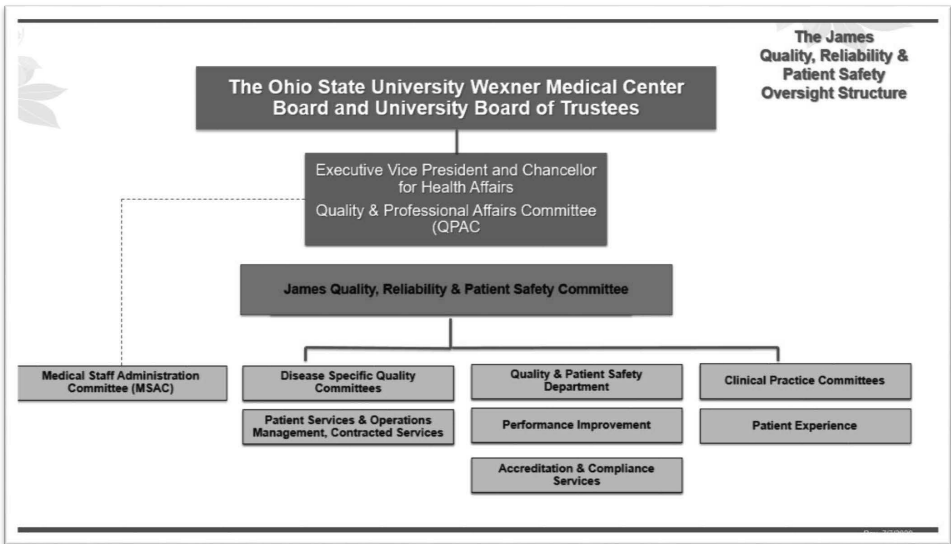 The James
Quality, Reliability &
Patient Safety
Oversight Structure
The Ohio State University Wexner Medical Center
Board and University Board of Trustees
Executive Vice President and Chancellor
for Health Affairs
Quality & Professional Affairs Committee
(QPAC
James Quality, Reliability & Patient Safety Committee
Medical Staff Administration
Committee (MSAC)
Disease Specific Quality
Committees
Quality & Patient Safety
Department
Clinical Practice Committees
Patient Services & Operations
Management, Contracted Services
Performance Improvement
Patient Experience
Accreditation & Compliance
Services